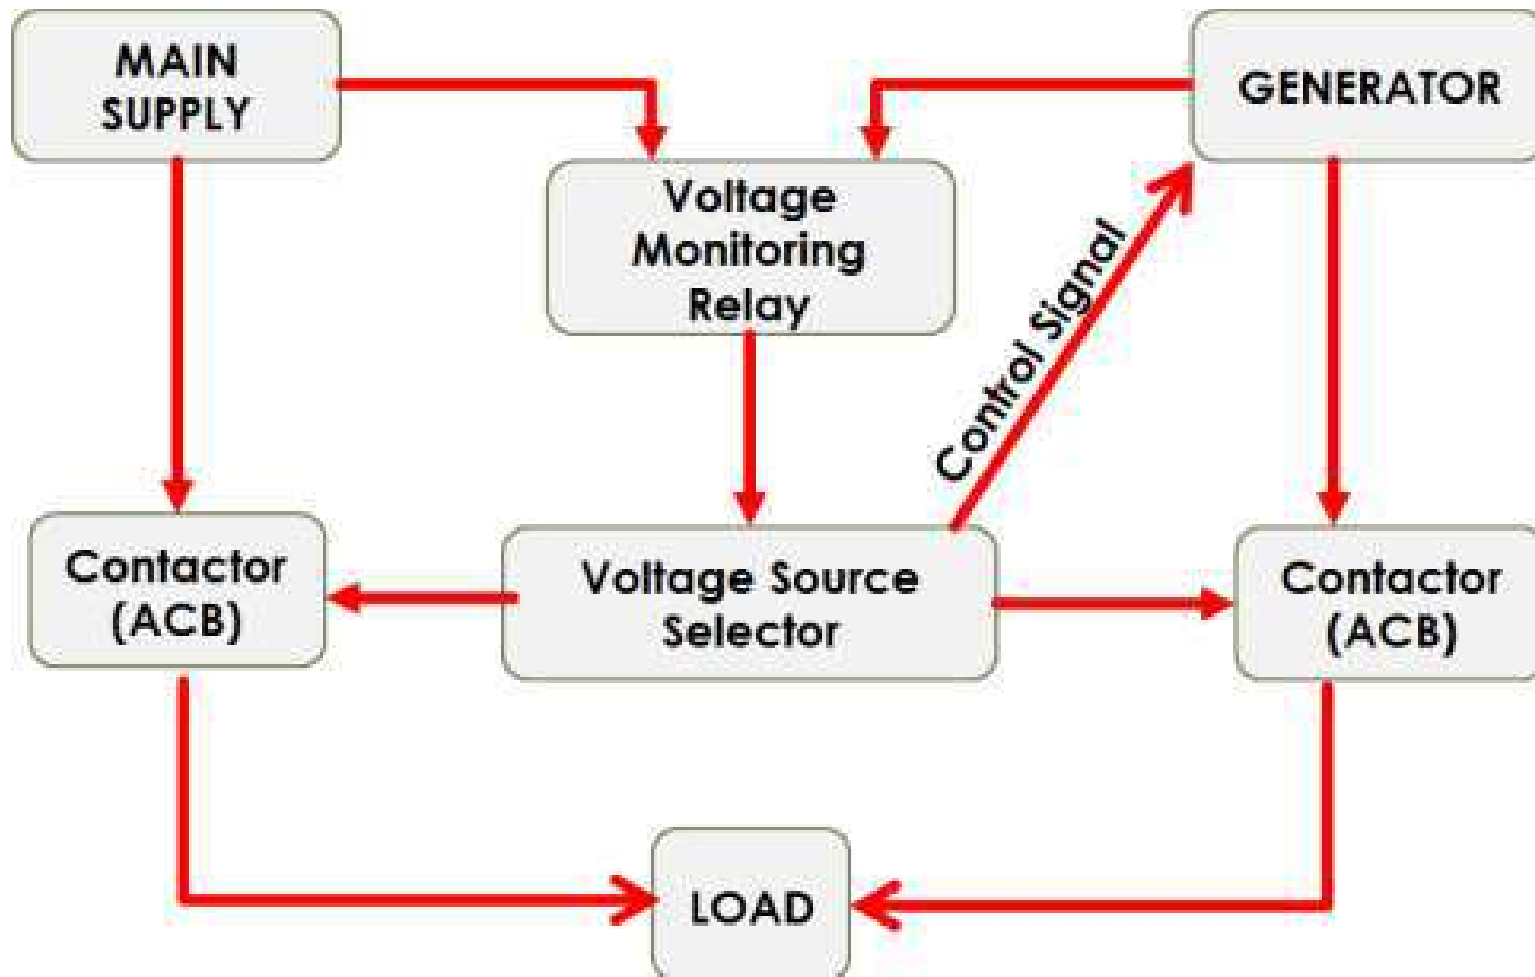 MAIN
SUPPLY
GENERATOR
Voltage
Monitoring
Relay
Control Signal
Contactor
(ACB)
Voltage Source
Selector
Contactor
(ACB)
LOAD